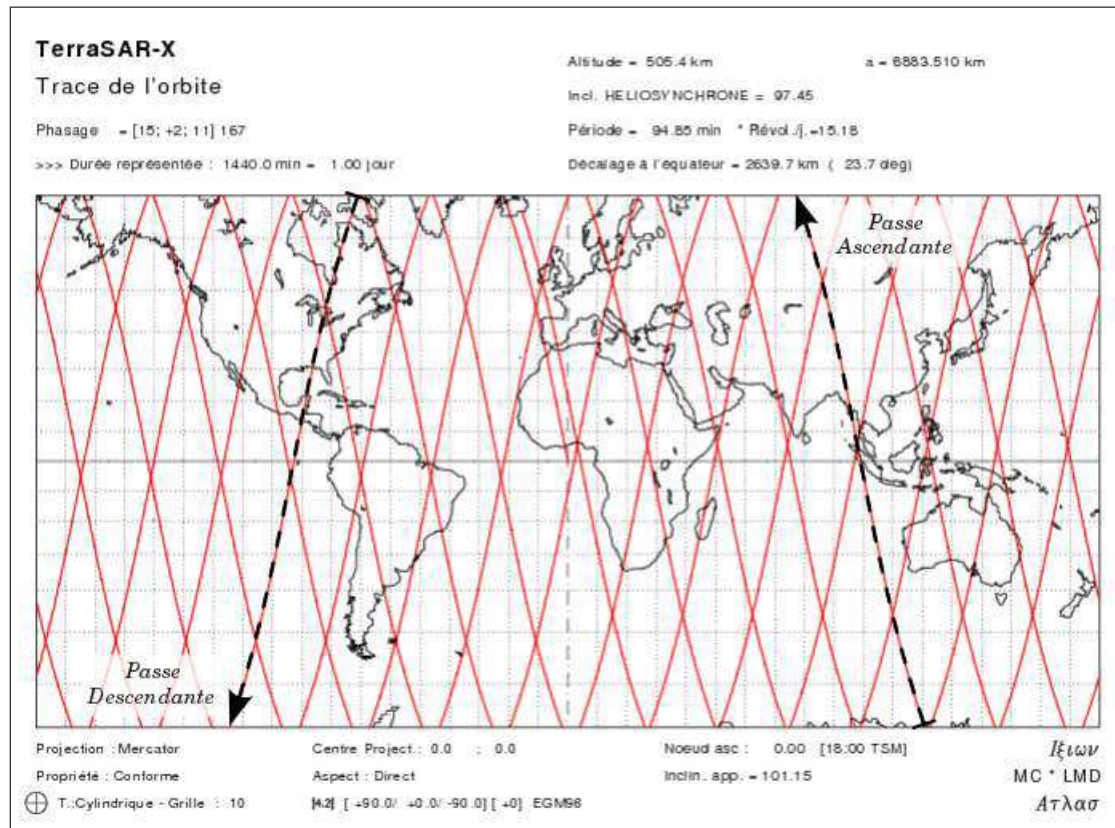 TerraSAR-X
Trace de l'orbite
Phasage = [15; +2; 11] 167
>>> Durée représentée : 1440.0 min = 1.00 jour
Altitude = 505.4 km a = 6883.510 km
Incl. HELIOSYNCHRONE = 97.45
Période = 94.85 min * Révol./j.=15.18
Décalage à l'équateur = 2639.7 km ( 23.7 deg)
Passe
Ascendante
Passe
Descendante
Projection : Mercator
Propriété : Conforme
T.:Cylindrique - Grille : 10
Centre Project.: 0.0 ; 0.0
Aspect : Direct
[4.2] [ +90.0/ +0.0/ -90.0] [ +0] EGM96
Noeud asc : 0.00 [18:00 TSM]
Inclin. app. = 101.15
Ιξιων
MC * LMD
Ατλασ